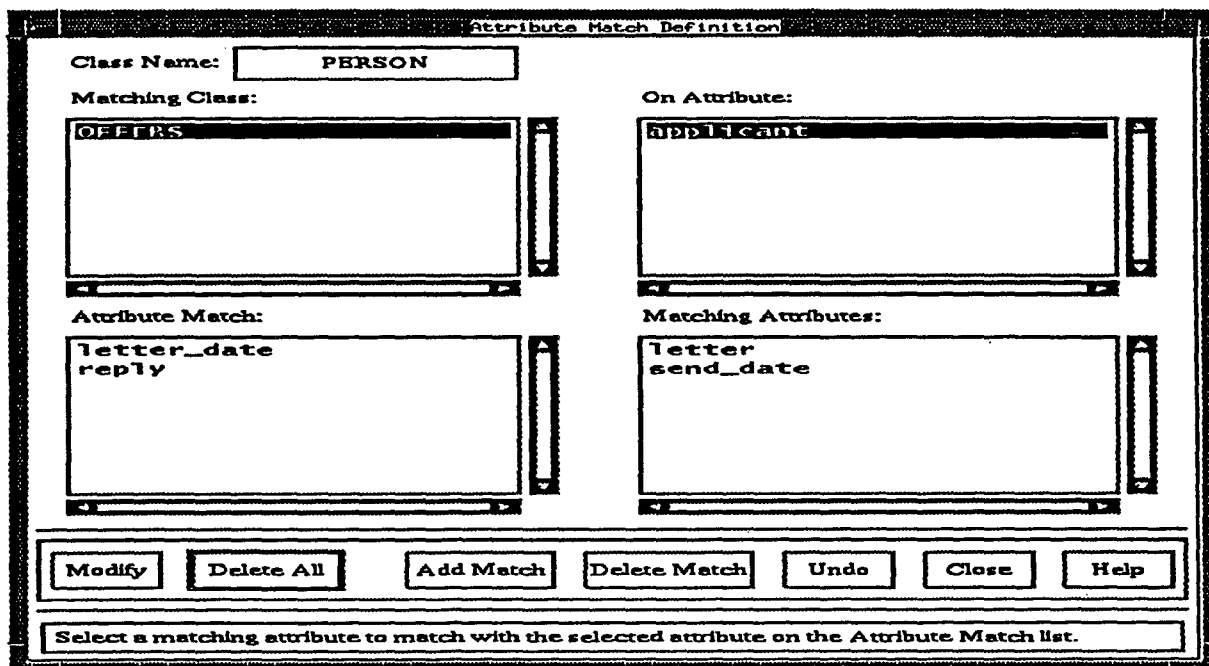 Attribute Match Definition
Class Name: PERSON
Matching Class:
OFFERS
On Attribute:
applicant
Attribute Match:
letter_date
reply
Matching Attributes:
letter
send_date
Modify Delete All Add Match Delete Match Undo Close Help
Select a matching attribute to match with the selected attribute on the Attribute Match list.